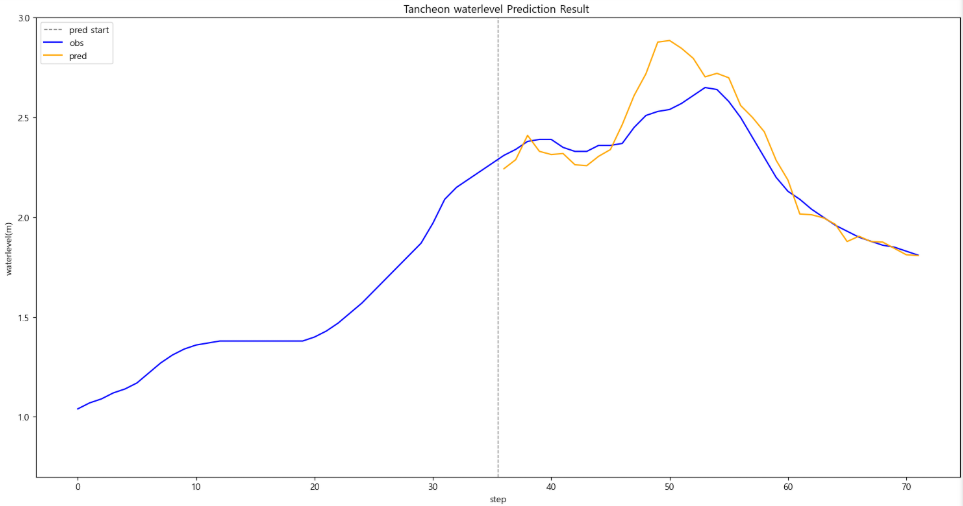 Tancheon waterlevel Prediction Result
pred start
obs
pred
3.0
2.5
2.0
1.5
1.0
waterlevel(m)
0 10 20 30 40 50 60 70
step